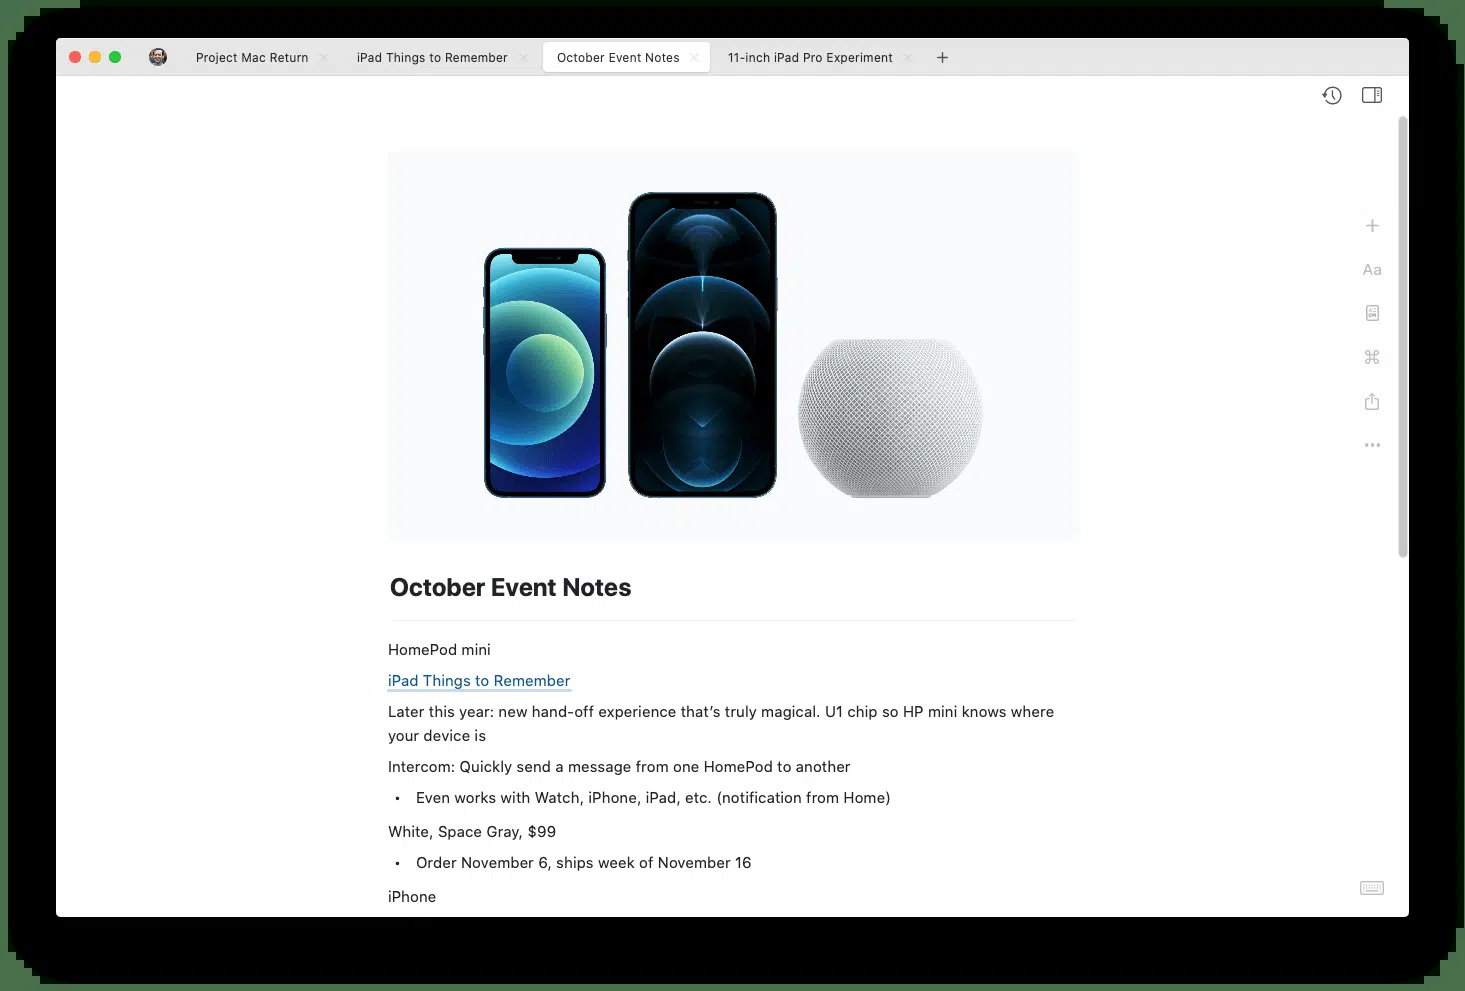 Project Mac Return
iPad Things to Remember
October Event Notes
11-inch iPad Pro Experiment
Aa
October Event Notes
HomePod mini
iPad Things to Remember
Later this year: new hand-off experience that's truly magical. U1 chip so HP mini knows where
your device is
Intercom: Quickly send a message from one HomePod to another
• Even works with Watch, iPhone, iPad, etc. (notification from Home)
White, Space Gray, $99
• Order November 6, ships week of November 16
iPhone